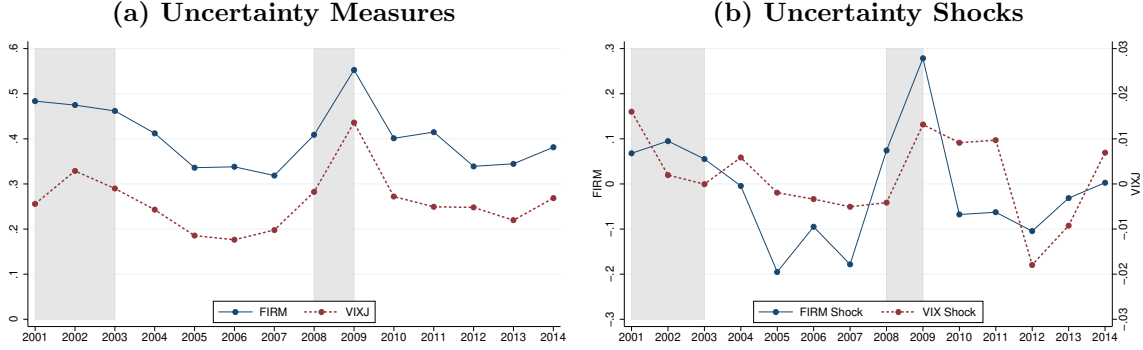 (a) Uncertainty Measures
.6
.5
.4
.3
.2
.1
0
2001 2002 2003 2004 2005 2006 2007 2008 2009 2010 2011 2012 2013 2014
FIRM VIXJ
(b) Uncertainty Shocks
FIRM
.3
.2
.1
0
-.1
-.2
-.3
.03
.02
.01
0
-.01
-.02
-.03
VIXJ
2001 2002 2003 2004 2005 2006 2007 2008 2009 2010 2011 2012 2013 2014
FIRM Shock VIX Shock